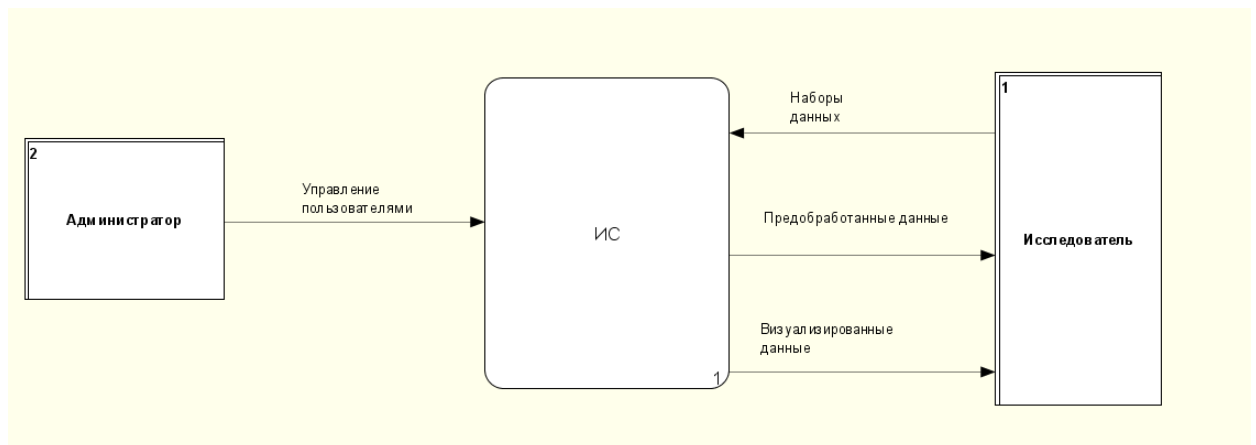 2
Администратор
Управление
пользователями
ИС
1
Наборы
данных
Предобработанные данные
Визуализированные
данные
1
Исследователь